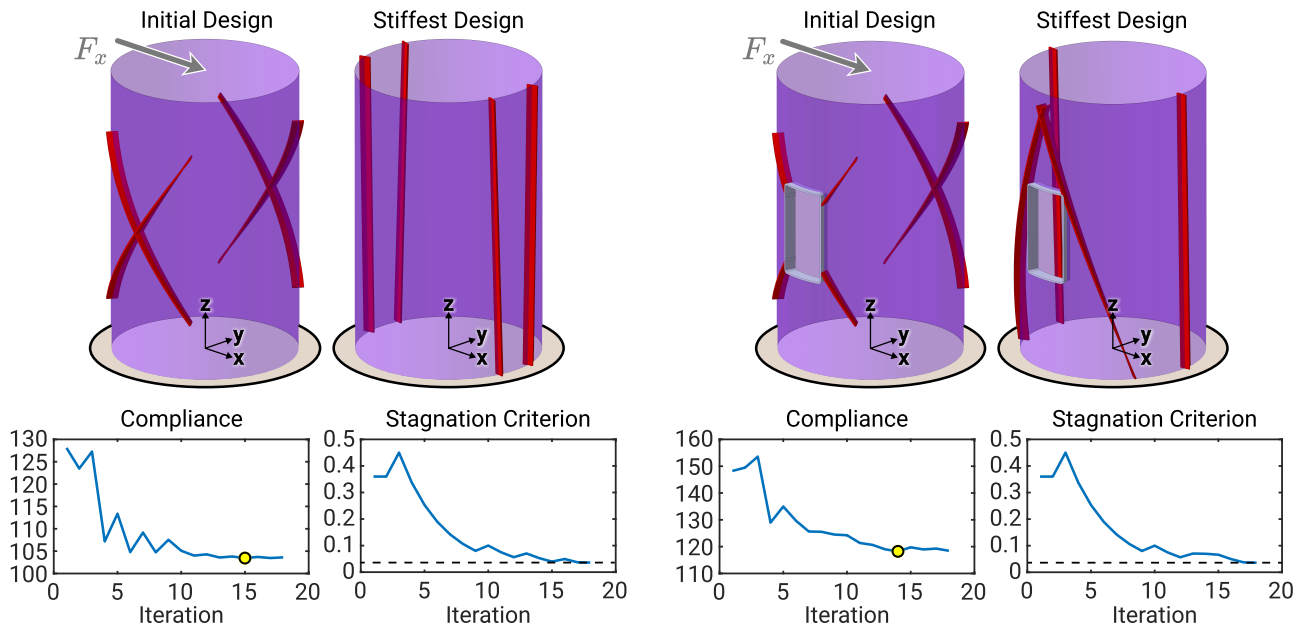 Initial Design
Stiffest Design
Initial Design
Stiffest Design
F_x
F_x
z
y
x
z
y
x
z
y
x
z
y
x
Compliance
130
125
120
115
110
105
100
0 5 10 15 20
Iteration
Stagnation Criterion
0.5
0.4
0.3
0.2
0.1
0
0 5 10 15 20
Iteration
Compliance
160
150
140
130
120
110
0 5 10 15 20
Iteration
Stagnation Criterion
0.5
0.4
0.3
0.2
0.1
0
0 5 10 15 20
Iteration